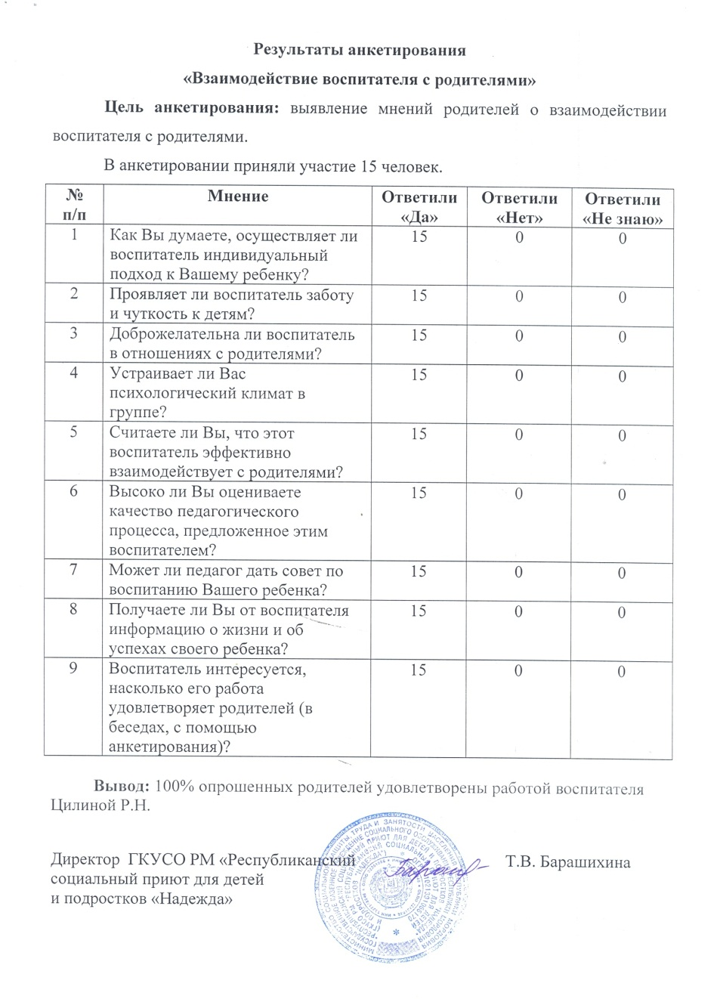 Результаты анкетирования
«Взаимодействие воспитателя с родителями»
Цель анкетирования: выявление мнений родителей о взаимодействии
воспитателя с родителями.
В анкетировании приняли участие 15 человек.
№ п/п Мнение Ответили «Да» Ответили «Нет» Ответили «Не знаю»
1 Как Вы думаете, осуществляет ли 15 0 0
воспитатель индивидуальный
подход к Вашему ребенку?
2 Проявляет ли воспитатель заботу 15 0 0
и чуткость к детям?
3 Доброжелательна ли воспитатель 15 0 0
в отношениях с родителями?
4 Устраивает ли Вас 15 0 0
психологический климат в
группе?
5 Считаете ли Вы, что этот 15 0 0
воспитатель эффективно
взаимодействует с родителями?
6 Высоко ли Вы оцениваете 15 0 0
качество педагогического
процесса, предложенное этим
воспитателем?
7 Может ли педагог дать совет по 15 0 0
воспитанию Вашего ребенка?
8 Получаете ли Вы от воспитателя 15 0 0
информацию о жизни и об
успехах своего ребенка?
9 Воспитатель интересуется, 15 0 0
насколько его работа
удовлетворяет родителей (в
беседах, с помощью
анкетирования)?
Вывод: 100% опрошенных родителей удовлетворены работой воспитателя
Цилиной Р.Н.
Директор ГКУСО РМ «Республиканский Т.В. Барашихина
социальный приют для детей
и подростков «Надежда»